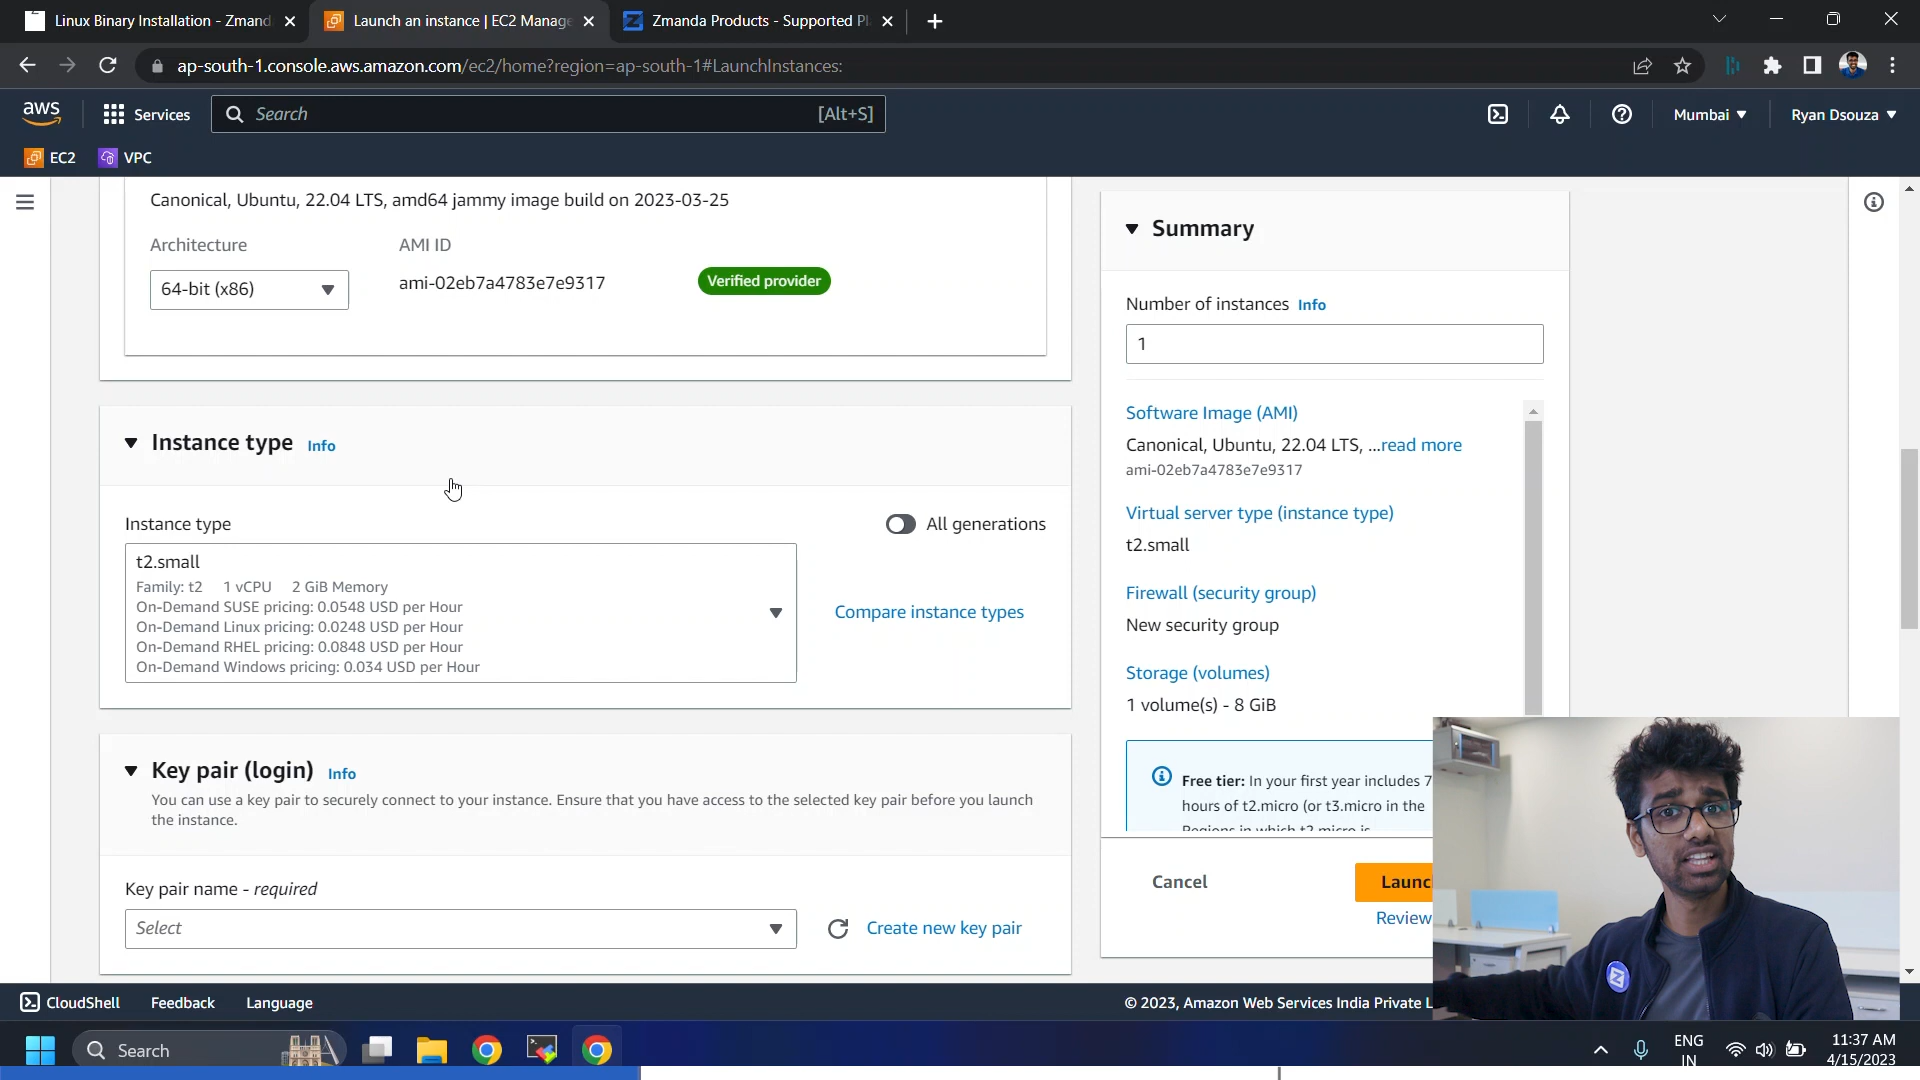 Linux Binary Installation - Zmand
Launch an instance | EC2 Manage
Zmanda Products - Supported Pl
ap-south-1.console.aws.amazon.com/ec2/home?region=ap-south-1#LaunchInstances:
aws
Services
Search
[Alt+S]
Mumbai
Ryan Dsouza
EC2
VPC
Canonical, Ubuntu, 22.04 LTS, amd64 jammy image build on 2023-03-25
Architecture
AMI ID
64-bit (x86)
ami-02eb7a4783e7e9317
Verified provider
Instance type Info
Instance type
All generations
t2.small
Family: t2 1 vCPU 2 GiB Memory
On-Demand SUSE pricing: 0.0548 USD per Hour
On-Demand Linux pricing: 0.0248 USD per Hour
On-Demand RHEL pricing: 0.0848 USD per Hour
On-Demand Windows pricing: 0.034 USD per Hour
Compare instance types
Key pair (login) Info
You can use a key pair to securely connect to your instance. Ensure that you have access to the selected key pair before you launch
the instance.
Key pair name - required
Select
Create new key pair
Summary
Number of instances Info
1
Software Image (AMI)
Canonical, Ubuntu, 22.04 LTS, ...read more
ami-02eb7a4783e7e9317
Virtual server type (instance type)
t2.small
Firewall (security group)
New security group
Storage (volumes)
1 volume(s) - 8 GiB
Free tier: In your first year includes 7
hours of t2.micro (or t3.micro in the
Regions in which t2.micro is
Cancel
Launc
Review
CloudShell
Feedback
Language
© 2023, Amazon Web Services India Private L
Search
ENG
IN
11:37 AM
4/15/2023